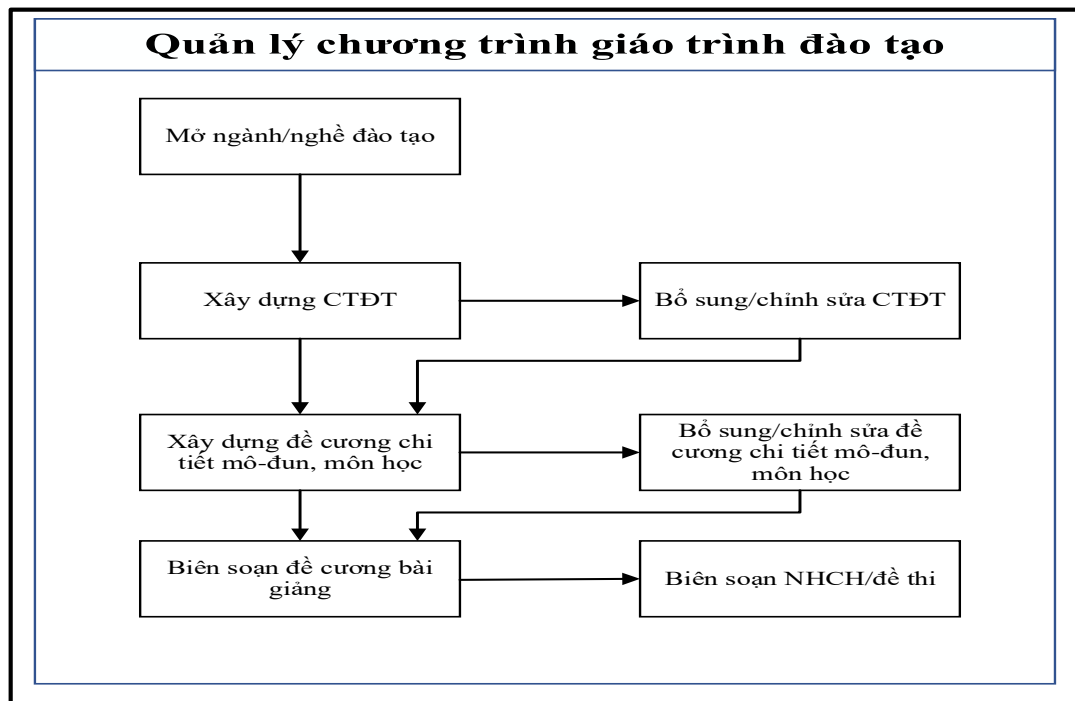 Quản lý chương trình giáo trình đào tạo
Mở ngành/nghề đào tạo
Xây dựng CTĐT
Bổ sung/chỉnh sửa CTĐT
Xây dựng đề cương chi
tiết mô-đun, môn học
Bổ sung/chỉnh sửa đề
cương chi tiết mô-đun,
môn học
Biên soạn đề cương bài
giảng
Biên soạn NHCH/đề thi